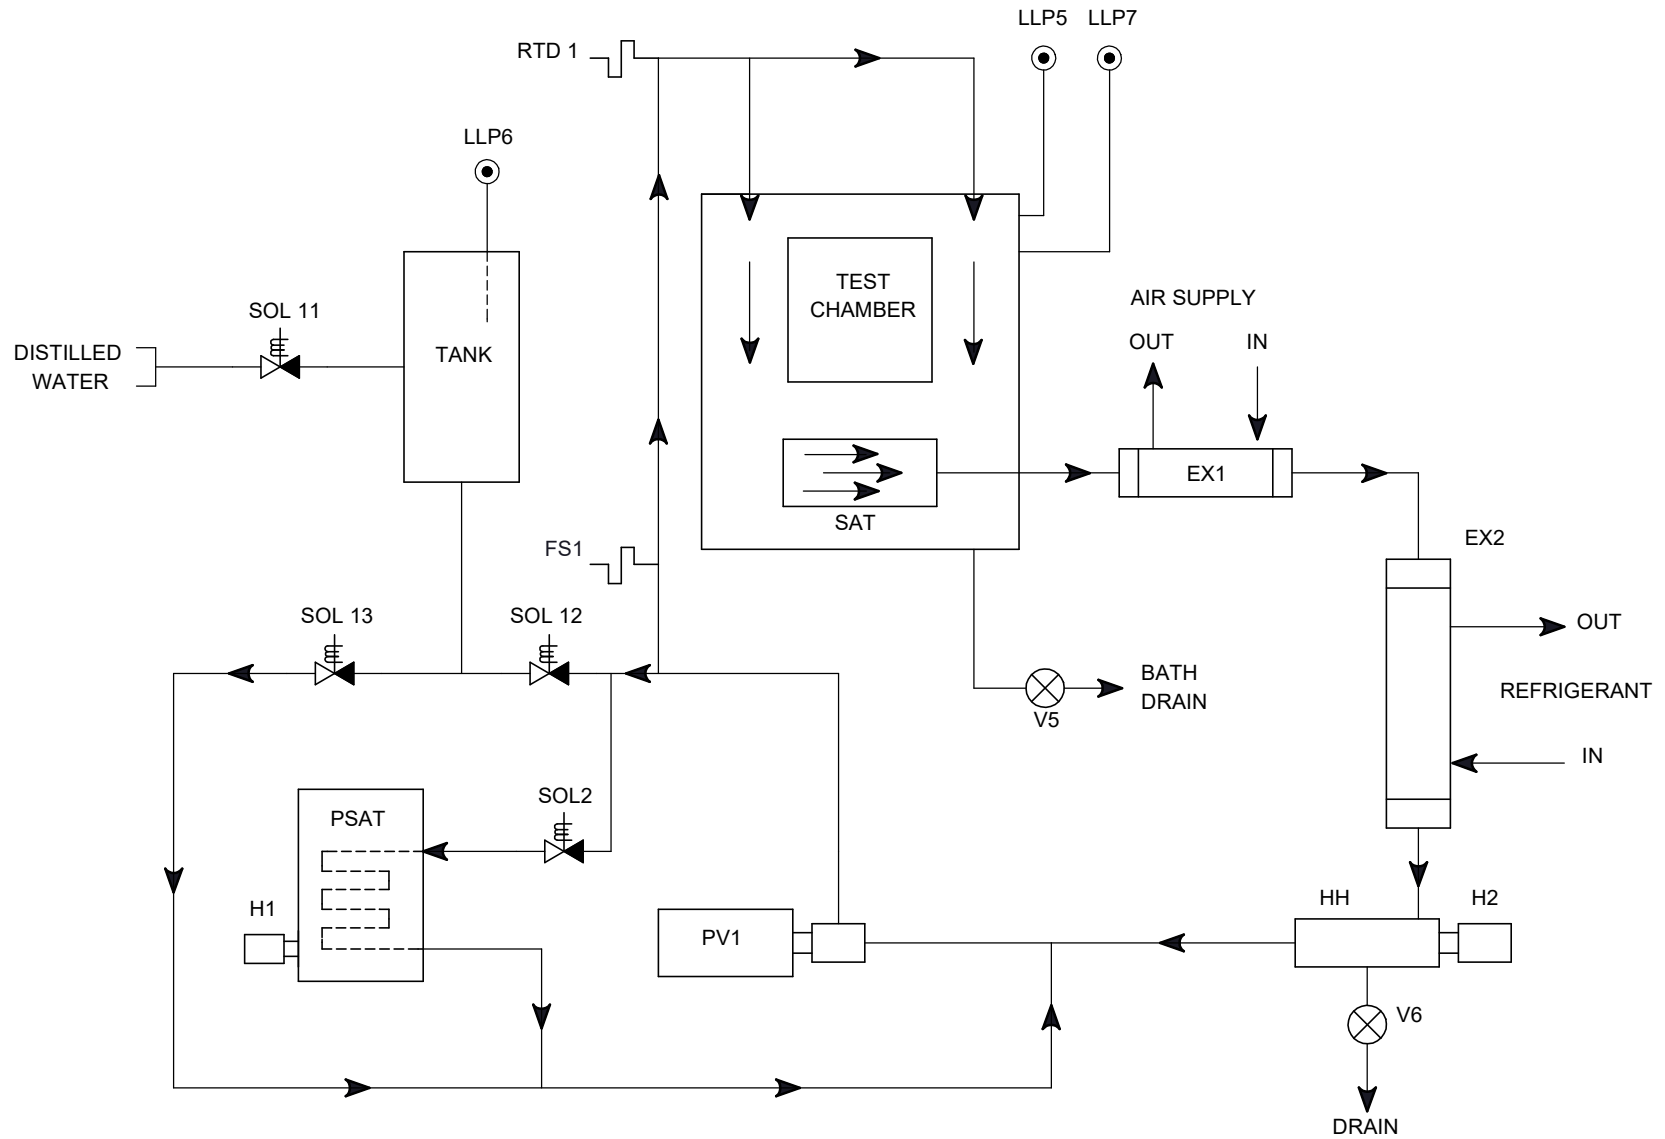 LLP5 LLP7
RTD 1
LLP6
TEST
CHAMBER
AIR SUPPLY
SOL 11
OUT IN
DISTILLED
WATER
TANK
EX1
SAT
EX2
FS1
SOL 13
SOL 12
OUT
BATH
DRAIN
V5
REFRIGERANT
IN
SOL2
PSAT
HH
H2
H1
PV1
V6
DRAIN